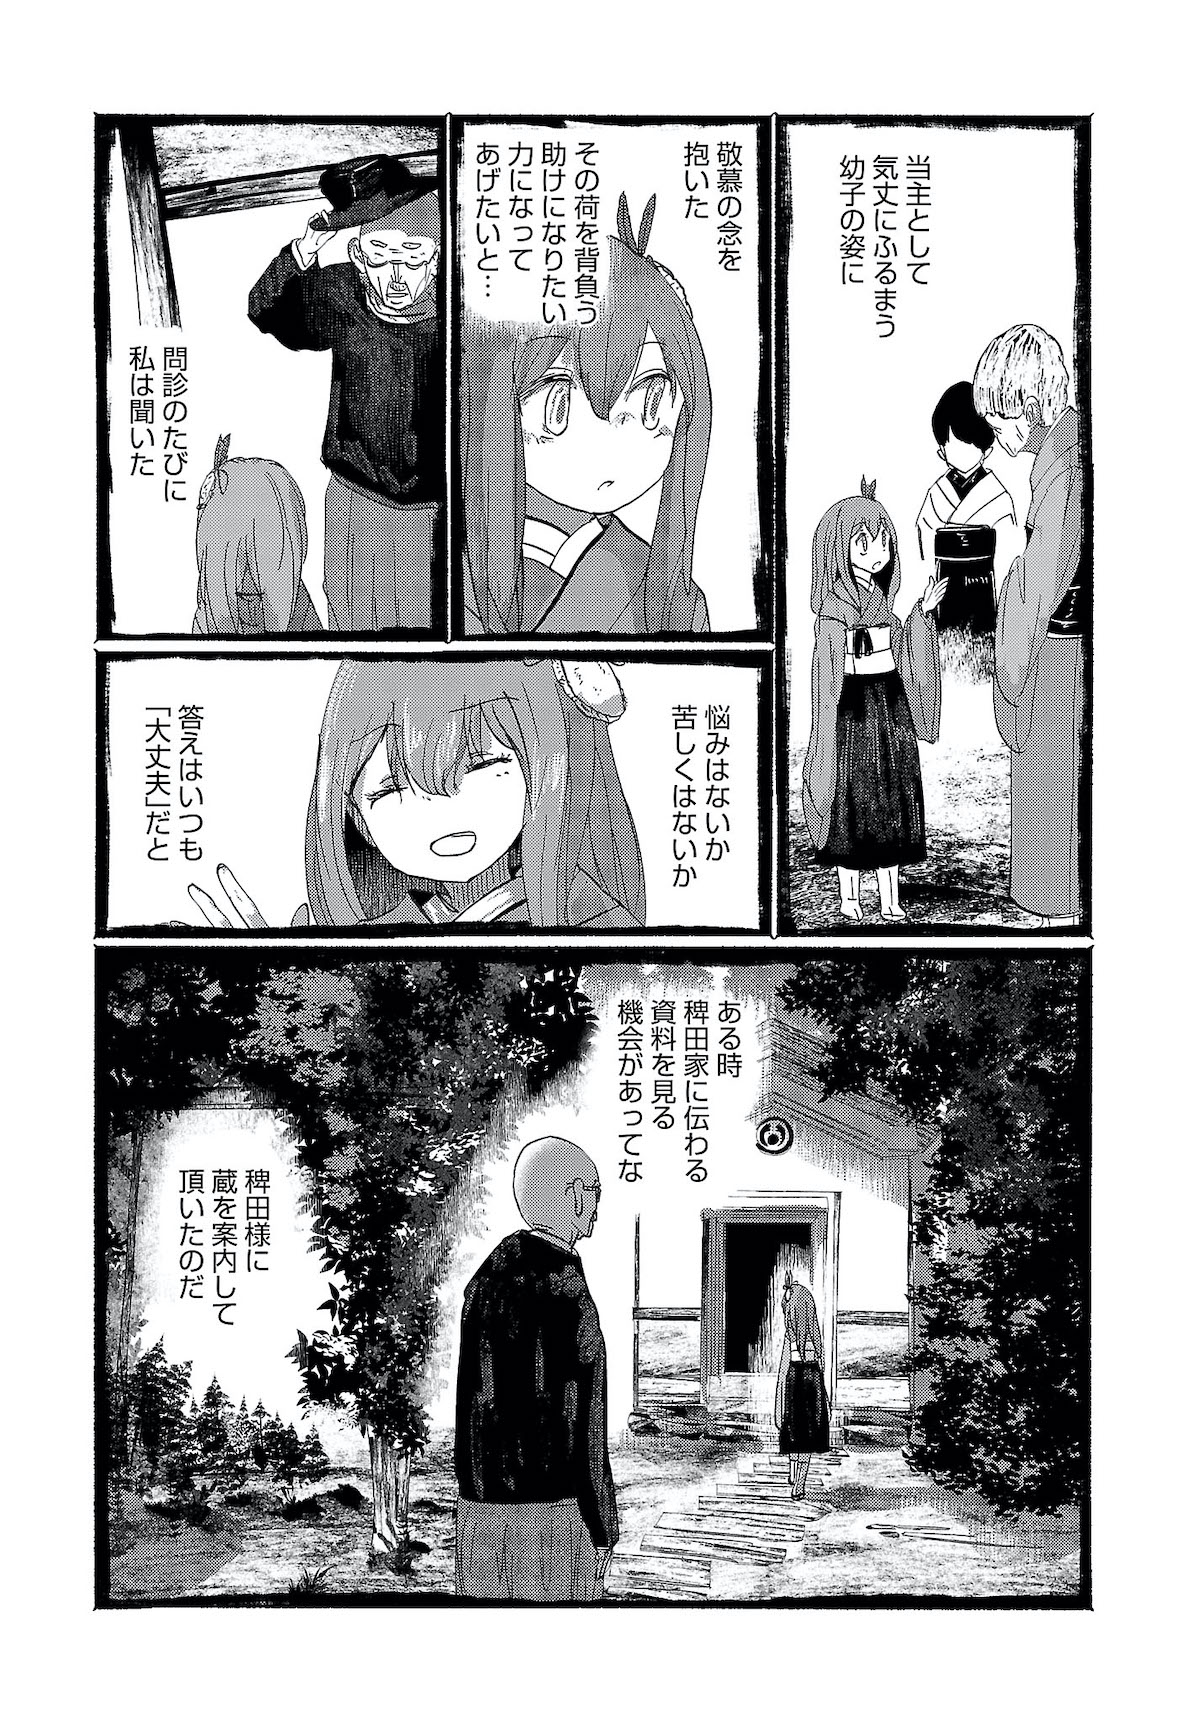 当主として
気丈にふるまう
幼子の姿に
敬慕の念を
抱いた
その荷を背負う
助けになりたい
力になって
あげたいと…
問診のたびに
私は聞いた
悩みはないか
苦しくはないか
答えはいつも
「大丈夫」だと
ある時
稗田家に伝わる
資料を見る
機会があってな
稗田様に
蔵を案内して
頂いたのだ